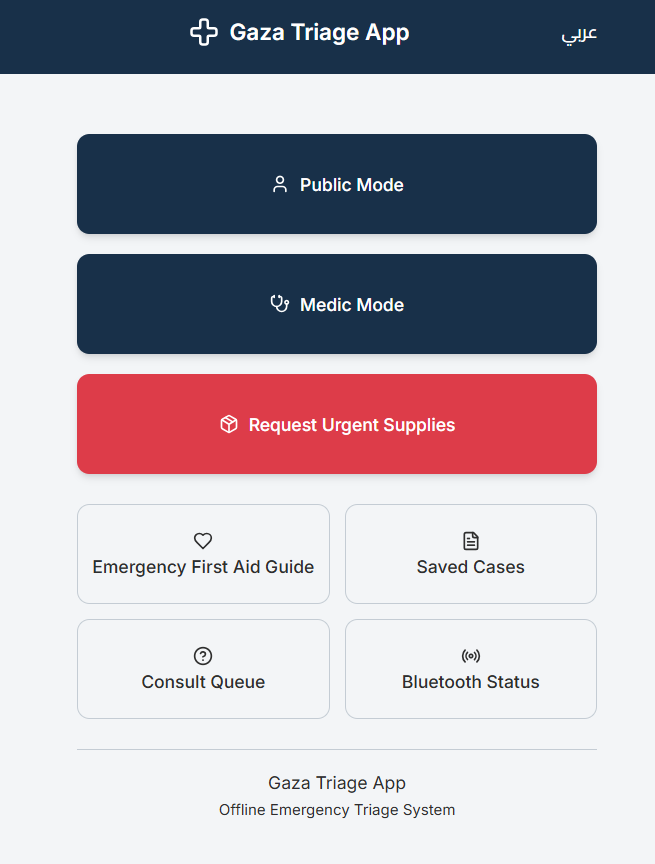 Gaza Triage App
عربي
Public Mode
Medic Mode
Request Urgent Supplies
Emergency First Aid Guide
Saved Cases
Consult Queue
Bluetooth Status
Gaza Triage App
Offline Emergency Triage System